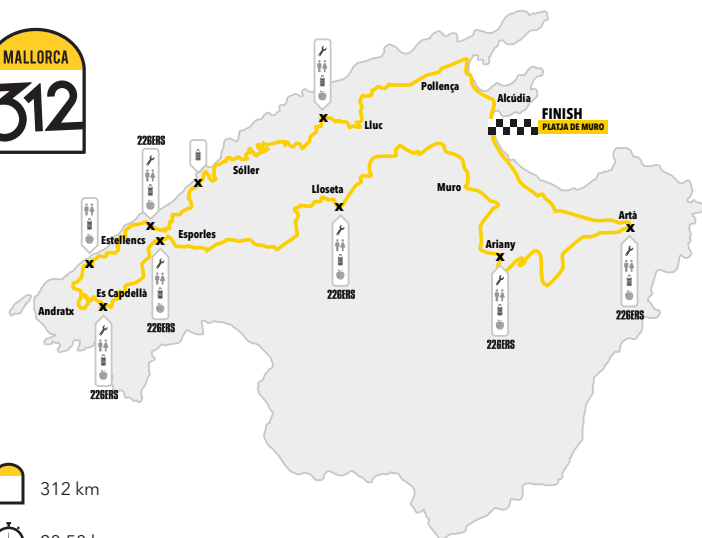 MALLORCA
312
Pollença
Alcúdia
FINISH
PLATJA DE MURO
Lluc
226ERS
Sóller
Lloseta
Muro
Artà
Estellencs
Esporles
Ariany
Es Capdellà
Andratx
226ERS
226ERS
226ERS
226ERS
226ERS
312 km